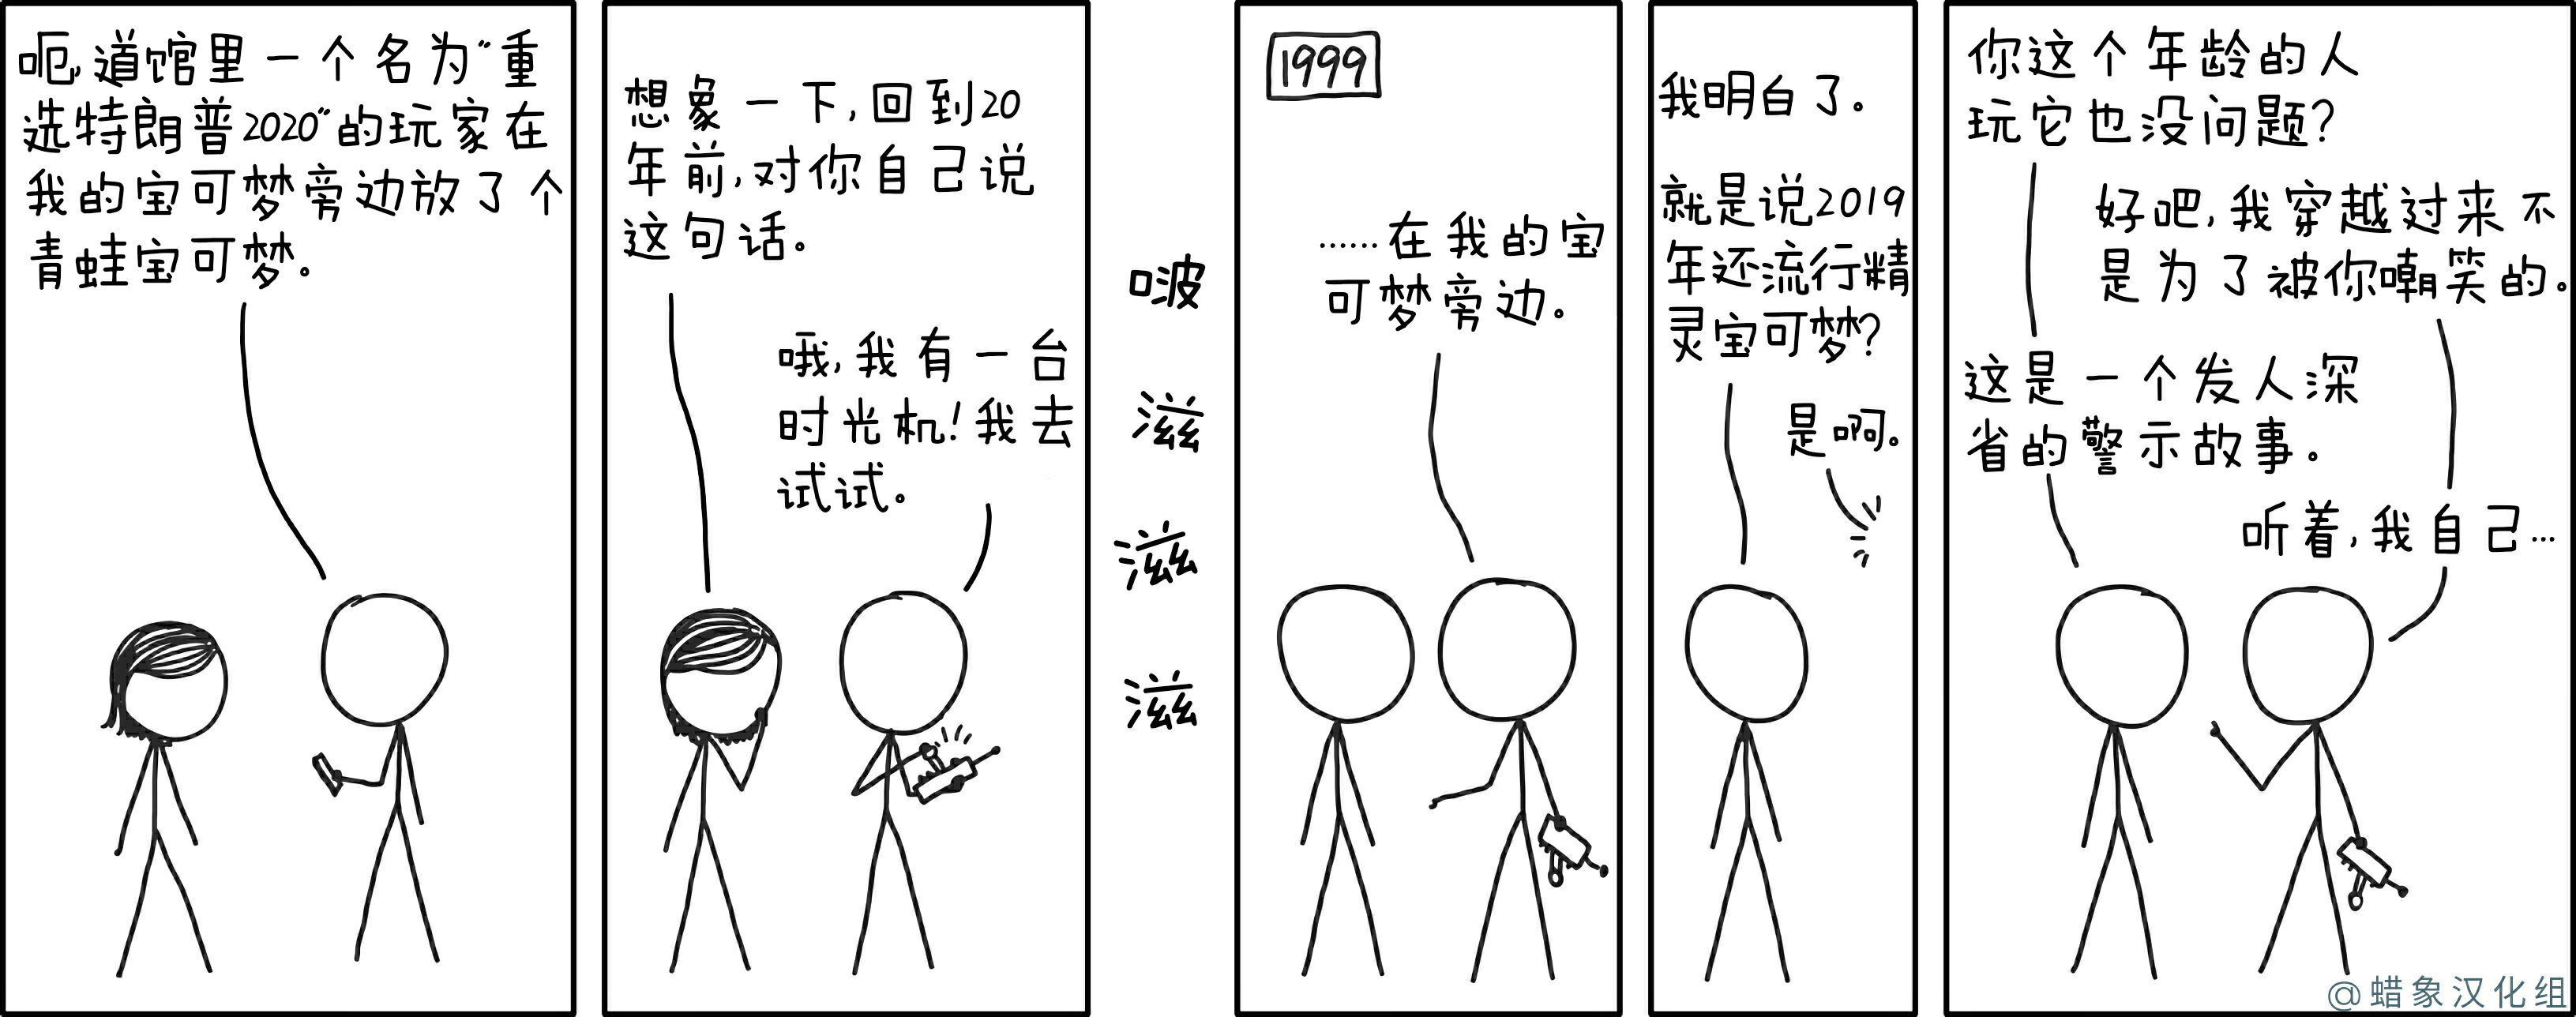 呃,道馆里一个名为“重
选特朗普2020”的玩家在
我的宝可梦旁边放了个
青蛙宝可梦。
想象一下,回到20
年前,对你自己说
这句话。
哦,我有一台
时光机!我去
试试。
啵
滋
滋
滋
1999
……在我的宝
可梦旁边。
我明白了。
就是说2019
年还流行精
灵宝可梦?
是啊。
你这个年龄的人
玩它也没问题?
好吧,我穿越过来不
是为了被你嘲笑的。
这是一个发人深
省的警示故事。
听着,我自己…
@蜡象汉化组